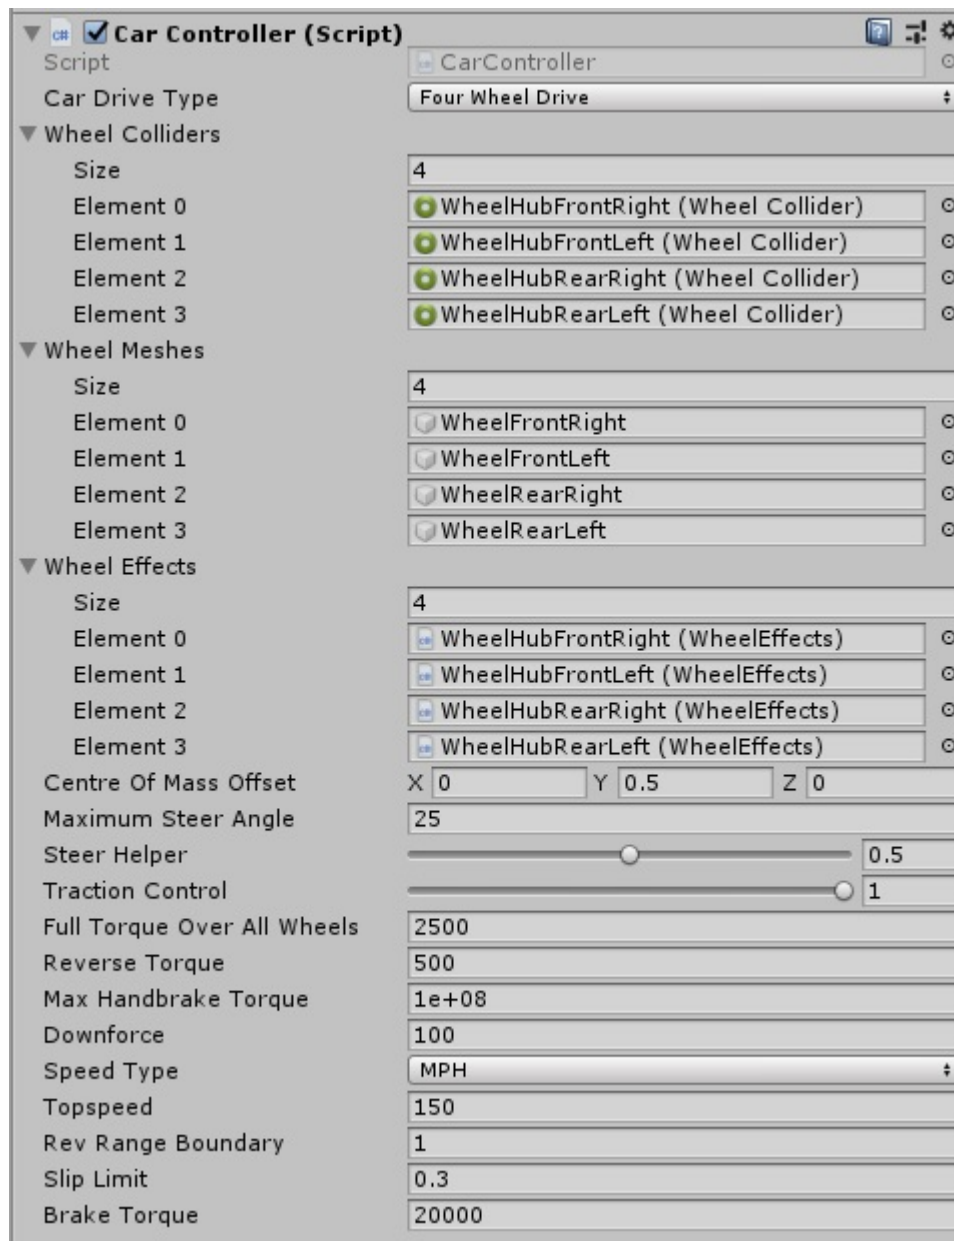 Car Controller (Script)
Script CarController
Car Drive Type Four Wheel Drive
Wheel Colliders
Size 4
Element 0 WheelHubFrontRight (Wheel Collider)
Element 1 WheelHubFrontLeft (Wheel Collider)
Element 2 WheelHubRearRight (Wheel Collider)
Element 3 WheelHubRearLeft (Wheel Collider)
Wheel Meshes
Size 4
Element 0 WheelFrontRight
Element 1 WheelFrontLeft
Element 2 WheelRearRight
Element 3 WheelRearLeft
Wheel Effects
Size 4
Element 0 WheelHubFrontRight (WheelEffects)
Element 1 WheelHubFrontLeft (WheelEffects)
Element 2 WheelHubRearRight (WheelEffects)
Element 3 WheelHubRearLeft (WheelEffects)
Centre Of Mass Offset X 0 Y 0.5 Z 0
Maximum Steer Angle 25
Steer Helper 0.5
Traction Control 1
Full Torque Over All Wheels 2500
Reverse Torque 500
Max Handbrake Torque 1e+08
Downforce 100
Speed Type MPH
Topspeed 150
Rev Range Boundary 1
Slip Limit 0.3
Brake Torque 20000